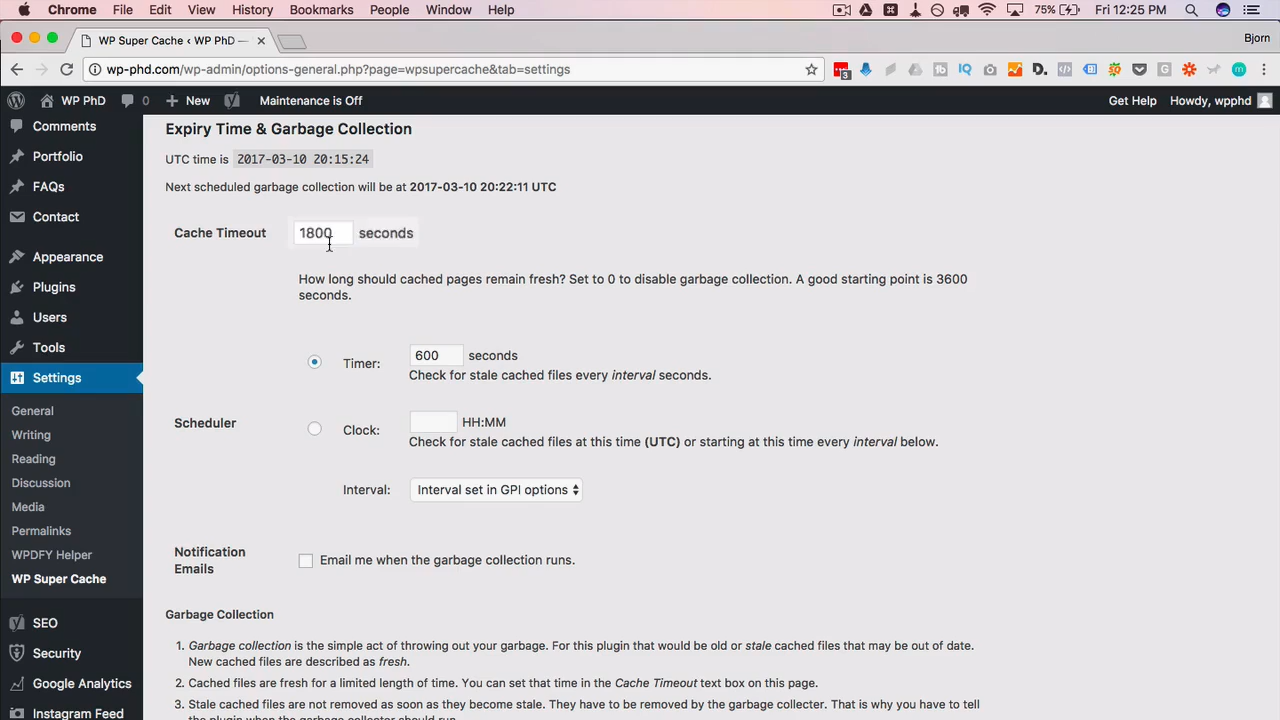 Chrome File Edit View History Bookmarks People Window Help 75% Fri 12:25 PM
WP Super Cache ‹ WP PhD — Bjorn
wp-phd.com/wp-admin/options-general.php?page=wpsupercache&tab=settings
WP PhD 0 New Maintenance is Off Get Help Howdy, wpphd
Comments
Portfolio
FAQs
Contact
Appearance
Plugins
Users
Tools
Settings
General
Writing
Reading
Discussion
Media
Permalinks
WPDFY Helper
WP Super Cache
SEO
Security
Google Analytics
Instagram Feed
Expiry Time & Garbage Collection
UTC time is 2017-03-10 20:15:24
Next scheduled garbage collection will be at 2017-03-10 20:22:11 UTC
Cache Timeout 1800 seconds
How long should cached pages remain fresh? Set to 0 to disable garbage collection. A good starting point is 3600
seconds.
Timer: 600 seconds
Check for stale cached files every interval seconds.
Scheduler
Clock: HH:MM
Check for stale cached files at this time (UTC) or starting at this time every interval below.
Interval: Interval set in GPI options
Notification
Emails
Email me when the garbage collection runs.
Garbage Collection
1. Garbage collection is the simple act of throwing out your garbage. For this plugin that would be old or stale cached files that may be out of date.
New cached files are described as fresh.
2. Cached files are fresh for a limited length of time. You can set that time in the Cache Timeout text box on this page.
3. Stale cached files are not removed as soon as they become stale. They have to be removed by the garbage collecter. That is why you have to tell
the plugin when the garbage collector should run.